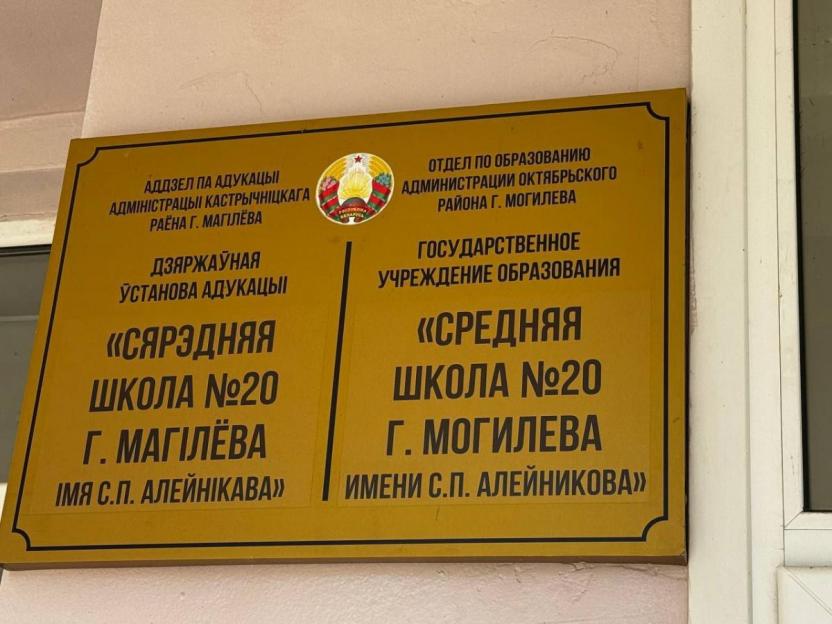 АДДЗЕЛ ПА АДУКАЦЫІ
АДМІНІСТРАЦЫІ КАСТРЫЧНІЦКАГА
РАЁНА Г. МАГІЛЁВА
ДЗЯРЖАЎНАЯ
ЎСТАНОВА АДУКАЦЫІ
«СЯРЭДНЯЯ
ШКОЛА №20
Г. МАГІЛЁВА
ІМЯ С.П. АЛЕЙНІКАВА»
ОТДЕЛ ПО ОБРАЗОВАНИЮ
АДМИНИСТРАЦИИ ОКТЯБРЬСКОГО
РАЙОНА Г. МОГИЛЕВА
ГОСУДАРСТВЕННОЕ
УЧРЕЖДЕНИЕ ОБРАЗОВАНИЯ
«СРЕДНЯЯ
ШКОЛА №20
Г. МОГИЛЕВА
ИМЕНИ С.П. АЛЕЙНИКОВА»